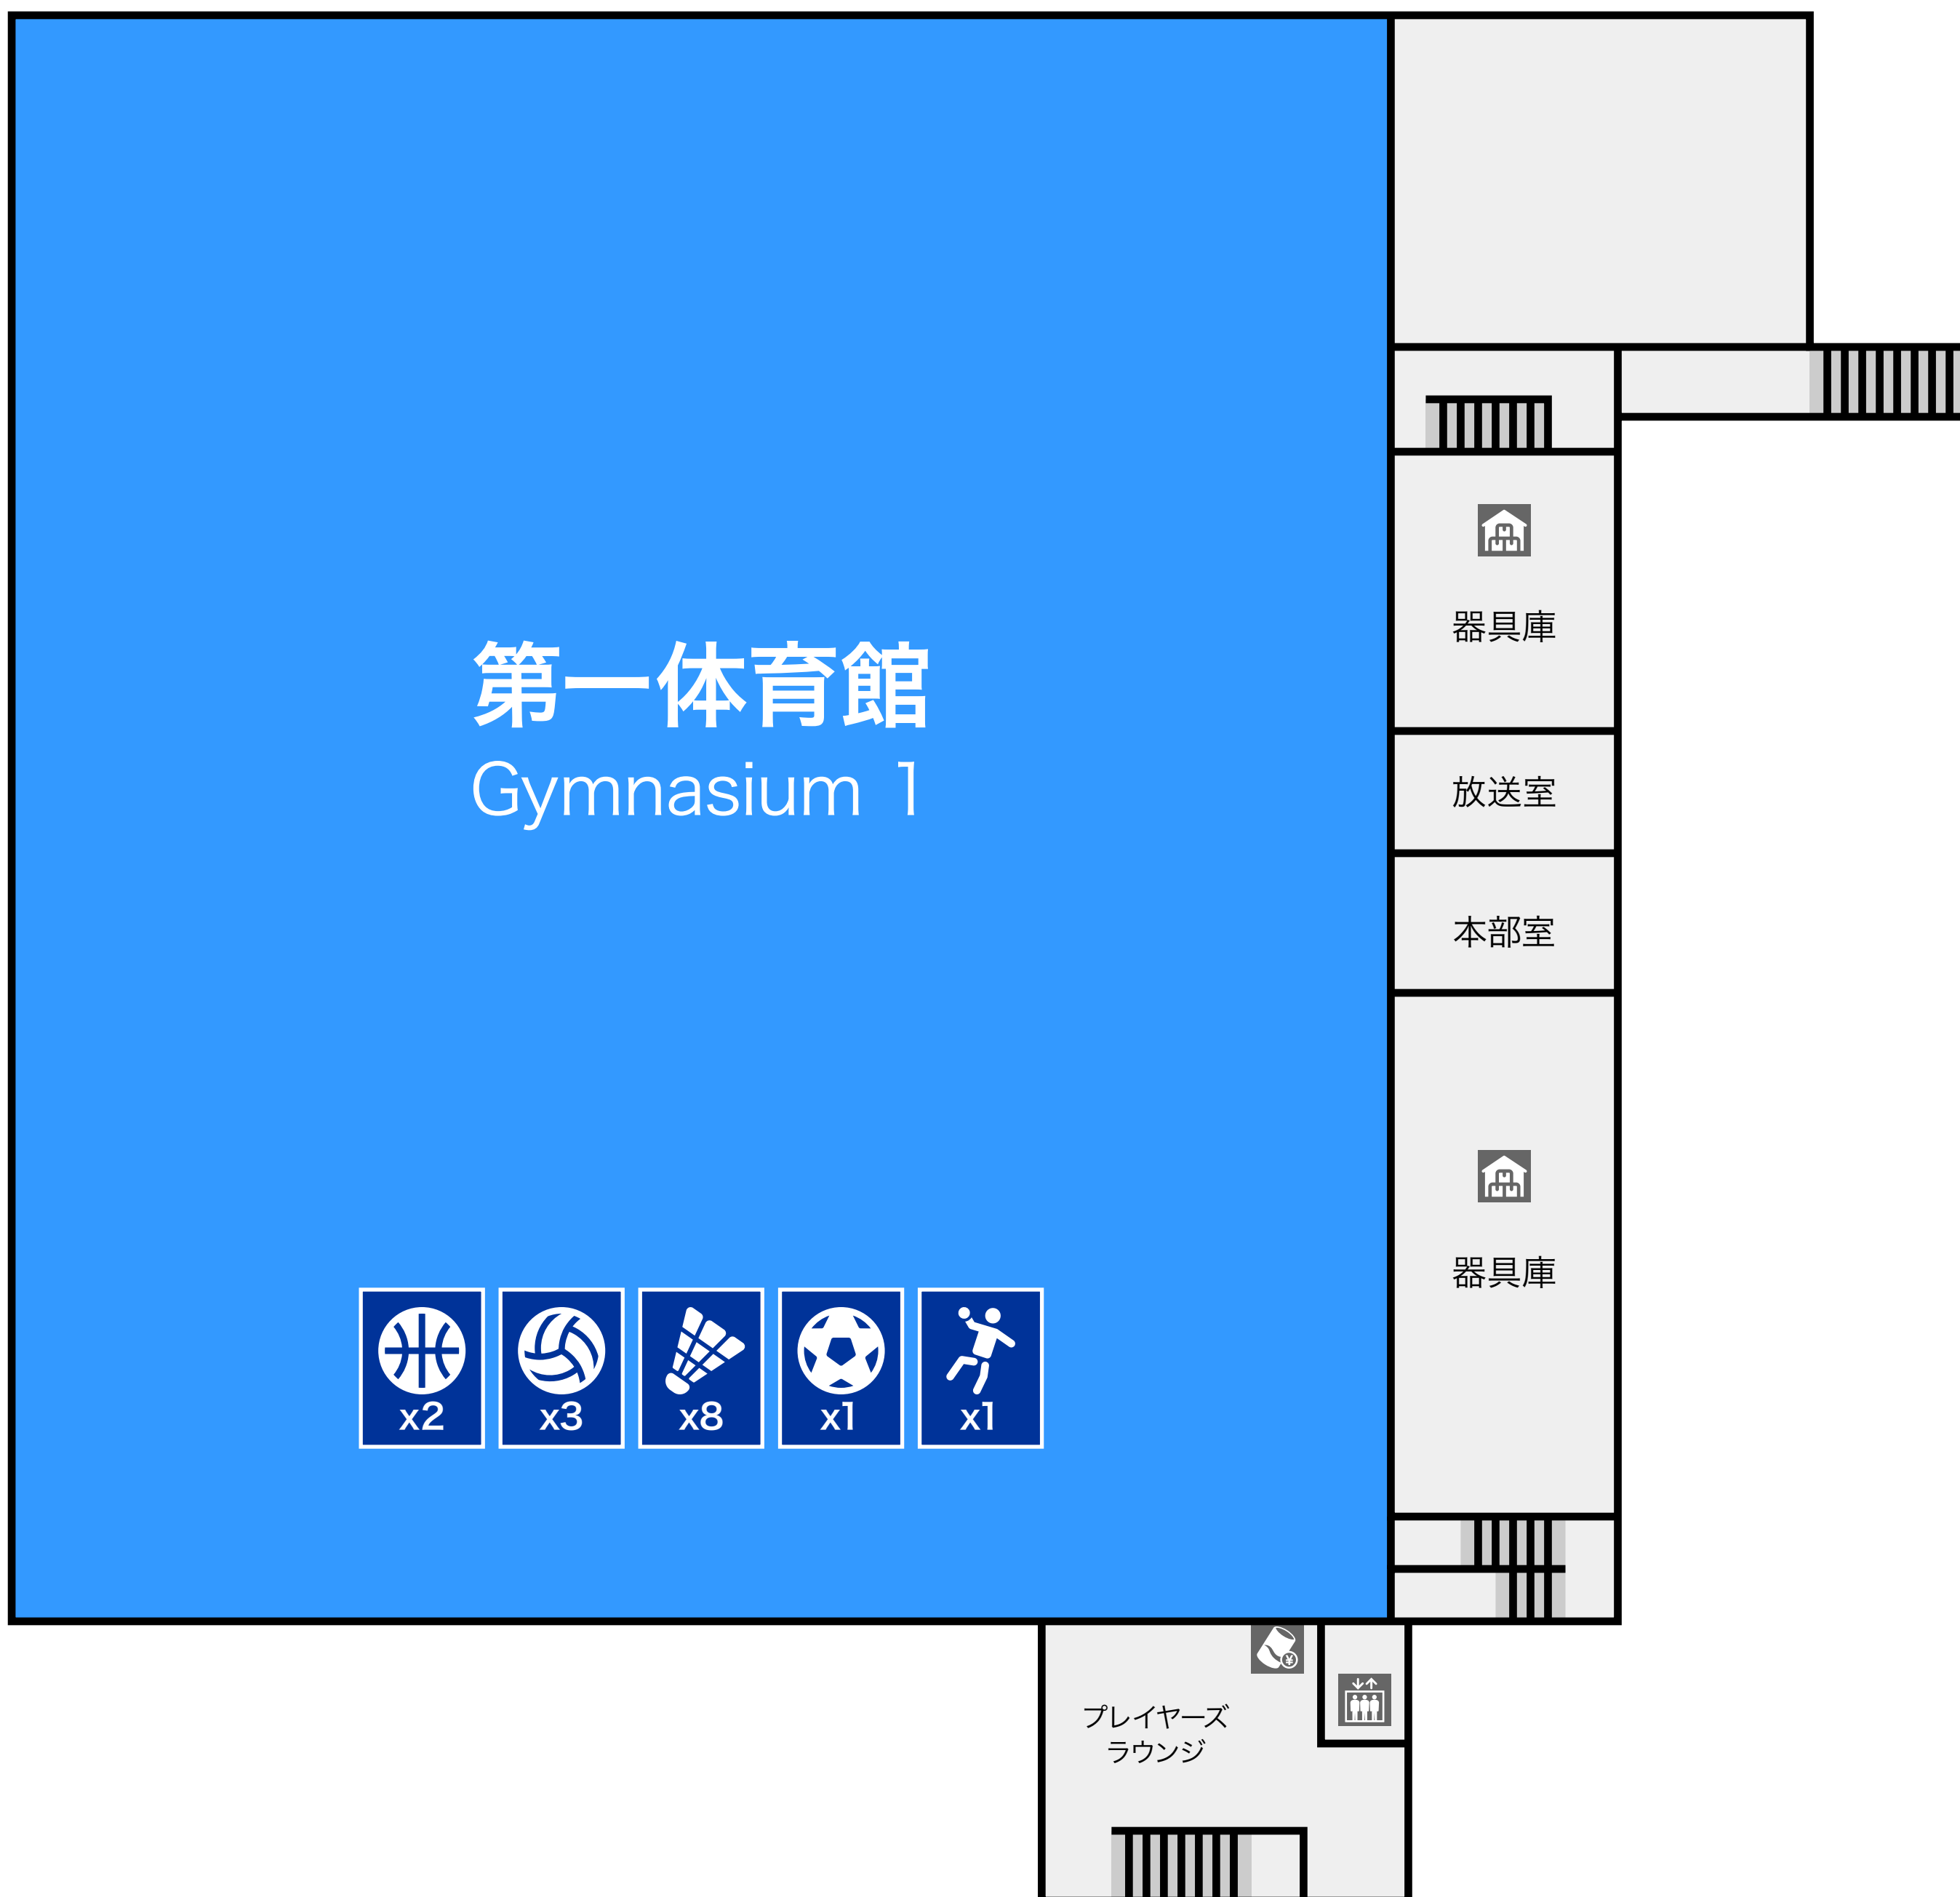 第一体育館
Gymnasium 1
器具庫
放送室
本部室
器具庫
x2
x3
x8
x1
x1
¥
プレイヤーズ
ラウンジ